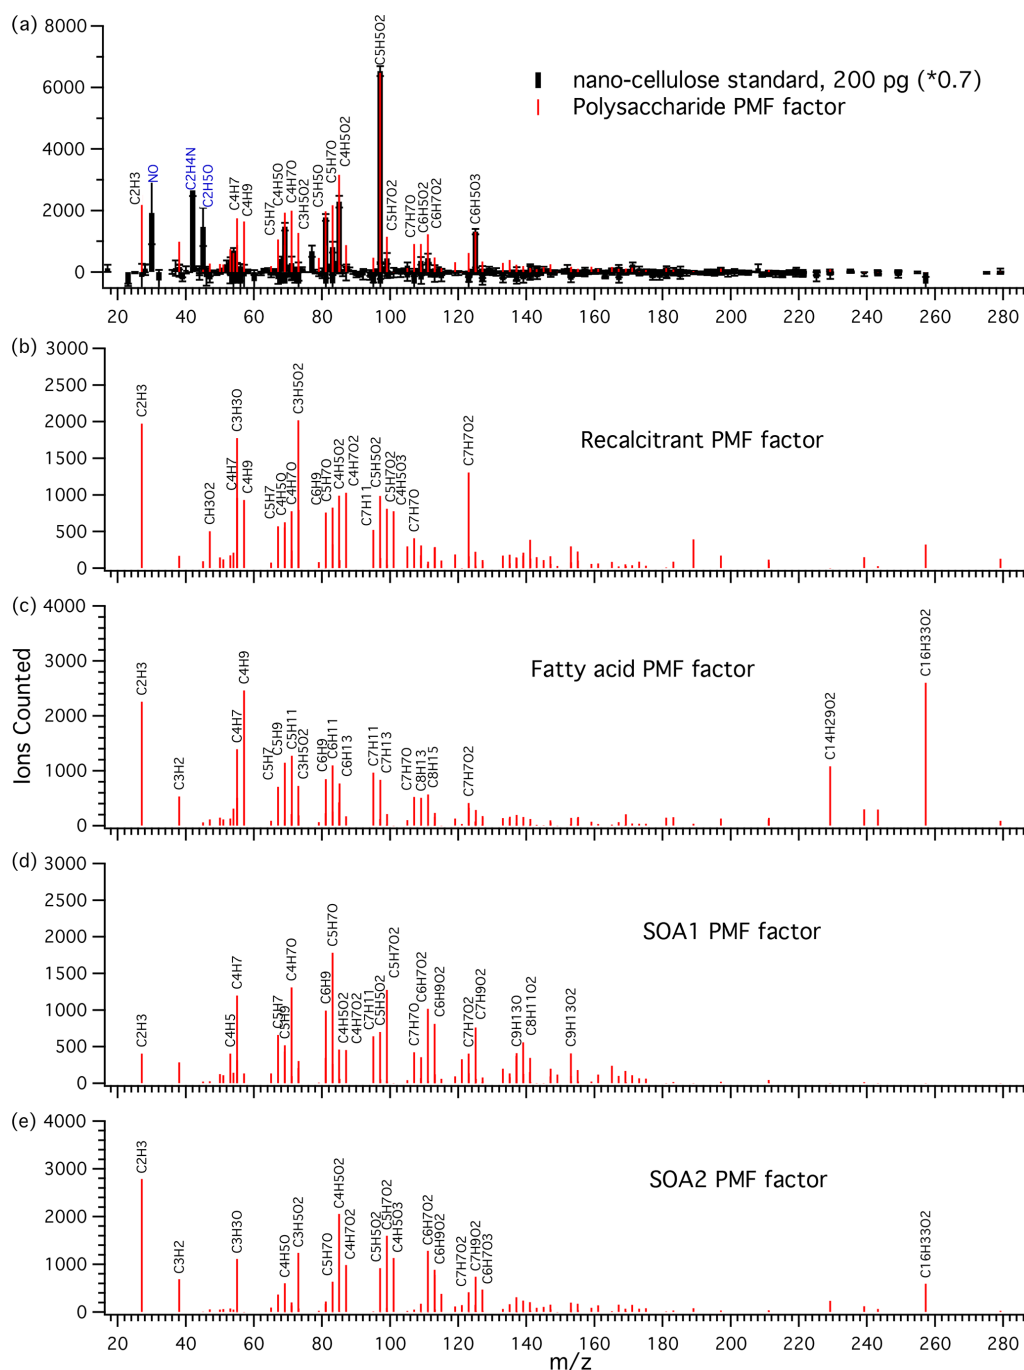 (a)
8000
6000
4000
2000
0
nano-cellulose standard, 200 pg (*0.7)
Polysaccharide PMF factor
C2H3
NO
C2H4N
C2H5O
C4H7
C4H9
C5H7
C4H5O
C4H7O
C3H5O2
C5H5O
C5H7O
C4H5O2
C5H5O2
C5H7O2
C7H7O
C6H5O2
C6H7O2
C6H5O3
20 40 60 80 100 120 140 160 180 200 220 240 260 280
(b)
3000
2500
2000
1500
1000
500
0
Recalcitrant PMF factor
C2H3
CH3O2
C4H7
C3H3O
C4H9
C5H7
C4H5O
C4H7O
C3H5O2
C6H9
C5H7O
C4H5O2
C4H7O2
C7H11
C5H5O2
C5H7O2
C4H5O3
C7H7O
C7H7O2
(c)
4000
3000
2000
1000
0
Fatty acid PMF factor
C2H3
C3H2
C4H7
C4H9
C5H7
C5H9
C5H11
C3H5O2
C6H9
C6H11
C6H13
C7H11
C7H13
C7H7O
C8H13
C8H15
C7H7O2
C14H29O2
C16H33O2
Ions Counted
(d)
3000
2500
2000
1500
1000
500
0
SOA1 PMF factor
C2H3
C4H5
C4H7
C5H7
C5H9
C4H7O
C6H9
C5H7O
C4H5O2
C4H7O2
C7H11
C5H5O2
C5H7O2
C7H7O
C6H7O2
C6H9O2
C7H7O2
C7H9O2
C9H13O
C8H11O2
C9H13O2
(e)
4000
3000
2000
1000
0
SOA2 PMF factor
C2H3
C3H2
C3H3O
C4H5O
C3H5O2
C5H7O
C4H5O2
C4H7O2
C5H5O2
C5H7O2
C4H5O3
C6H7O2
C6H9O2
C7H7O2
C7H9O2
C6H7O3
C16H33O2
20 40 60 80 100 120 140 160 180 200 220 240 260 280
m/z